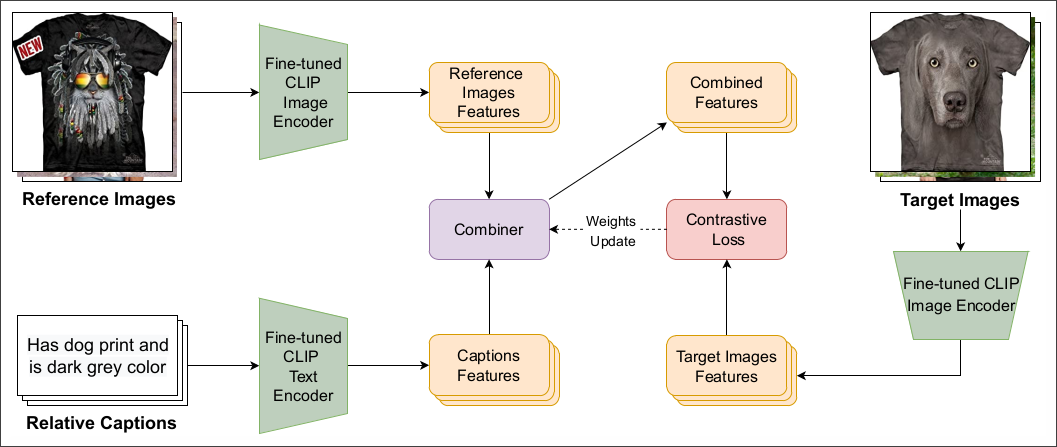 NEW
Reference Images
Fine-tuned
CLIP
Image
Encoder
Reference
Images
Features
Combined
Features
Target Images
Combiner
Weights
Update
Contrastive
Loss
Fine-tuned CLIP
Image Encoder
Has dog print and
is dark grey color
Relative Captions
Fine-tuned
CLIP
Text
Encoder
Captions
Features
Target Images
Features